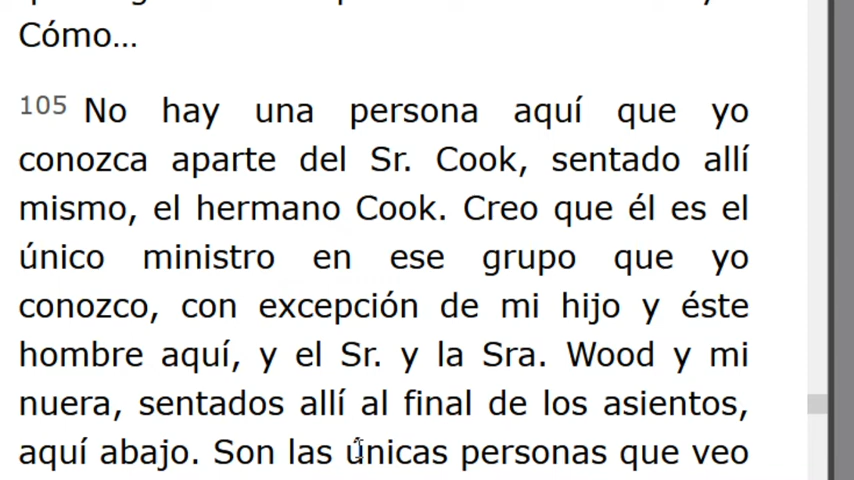 Cómo...
105 No hay una persona aquí que yo
conozca aparte del Sr. Cook, sentado allí
mismo, el hermano Cook. Creo que él es el
único ministro en ese grupo que yo
conozco, con excepción de mi hijo y éste
hombre aquí, y el Sr. y la Sra. Wood y mi
nuera, sentados allí al final de los asientos,
aquí abajo. Son las únicas personas que veo